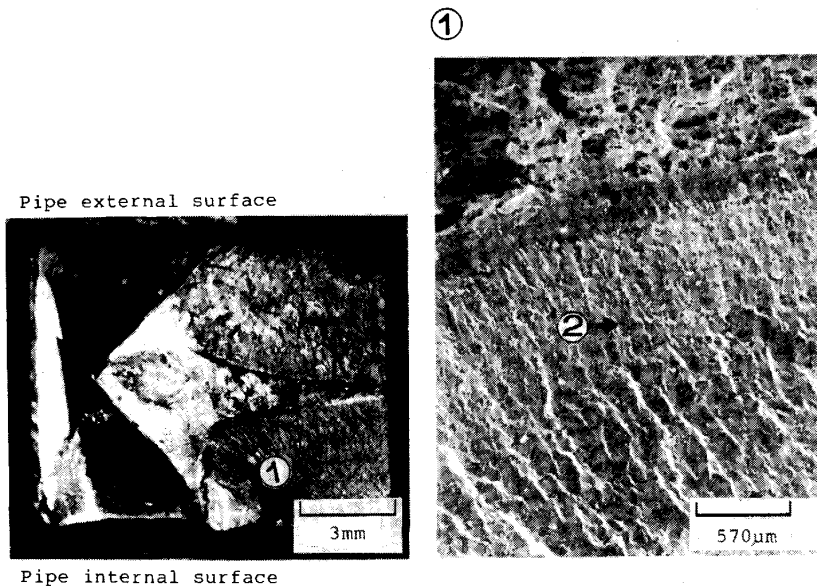 ①
Pipe external surface
②
①
3mm
570μm
Pipe internal surface